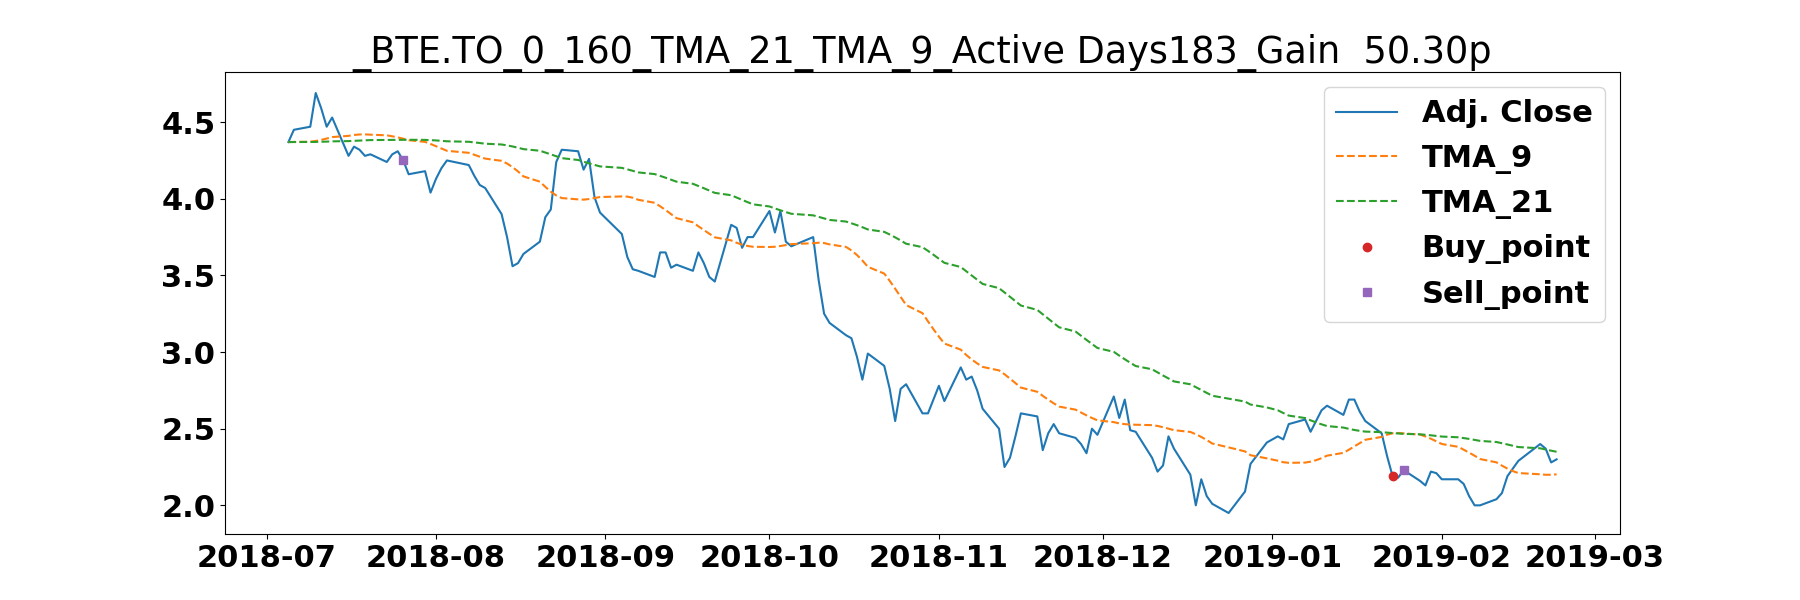 _BTE.TO_0_160_TMA_21_TMA_9_Active Days183_Gain  50.30p
4.5
4.0
3.5
3.0
2.5
2.0
Adj. Close
TMA_9
TMA_21
Buy_point
Sell_point
2018-07 2018-08 2018-09 2018-10 2018-11 2018-12 2019-01 2019-02 2019-03